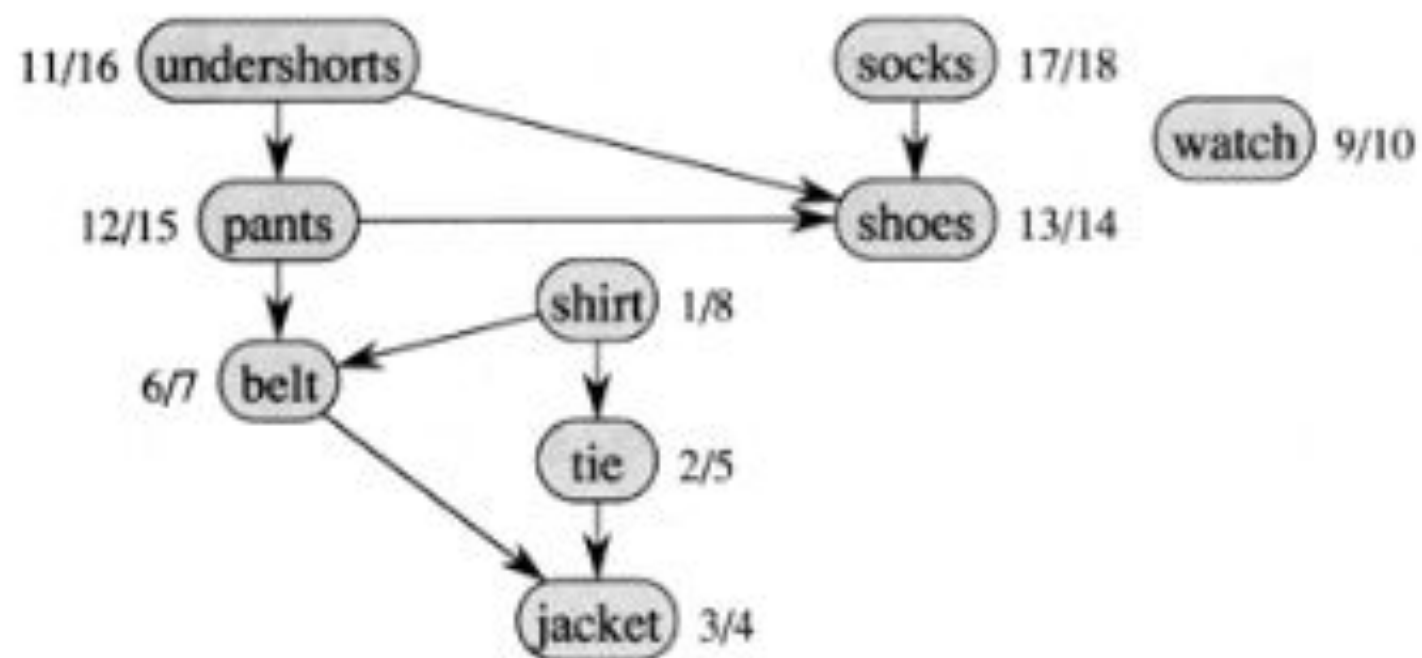 11/16 undershorts socks 17/18
watch 9/10
12/15 pants shoes 13/14
shirt 1/8
6/7 belt
tie 2/5
jacket 3/4